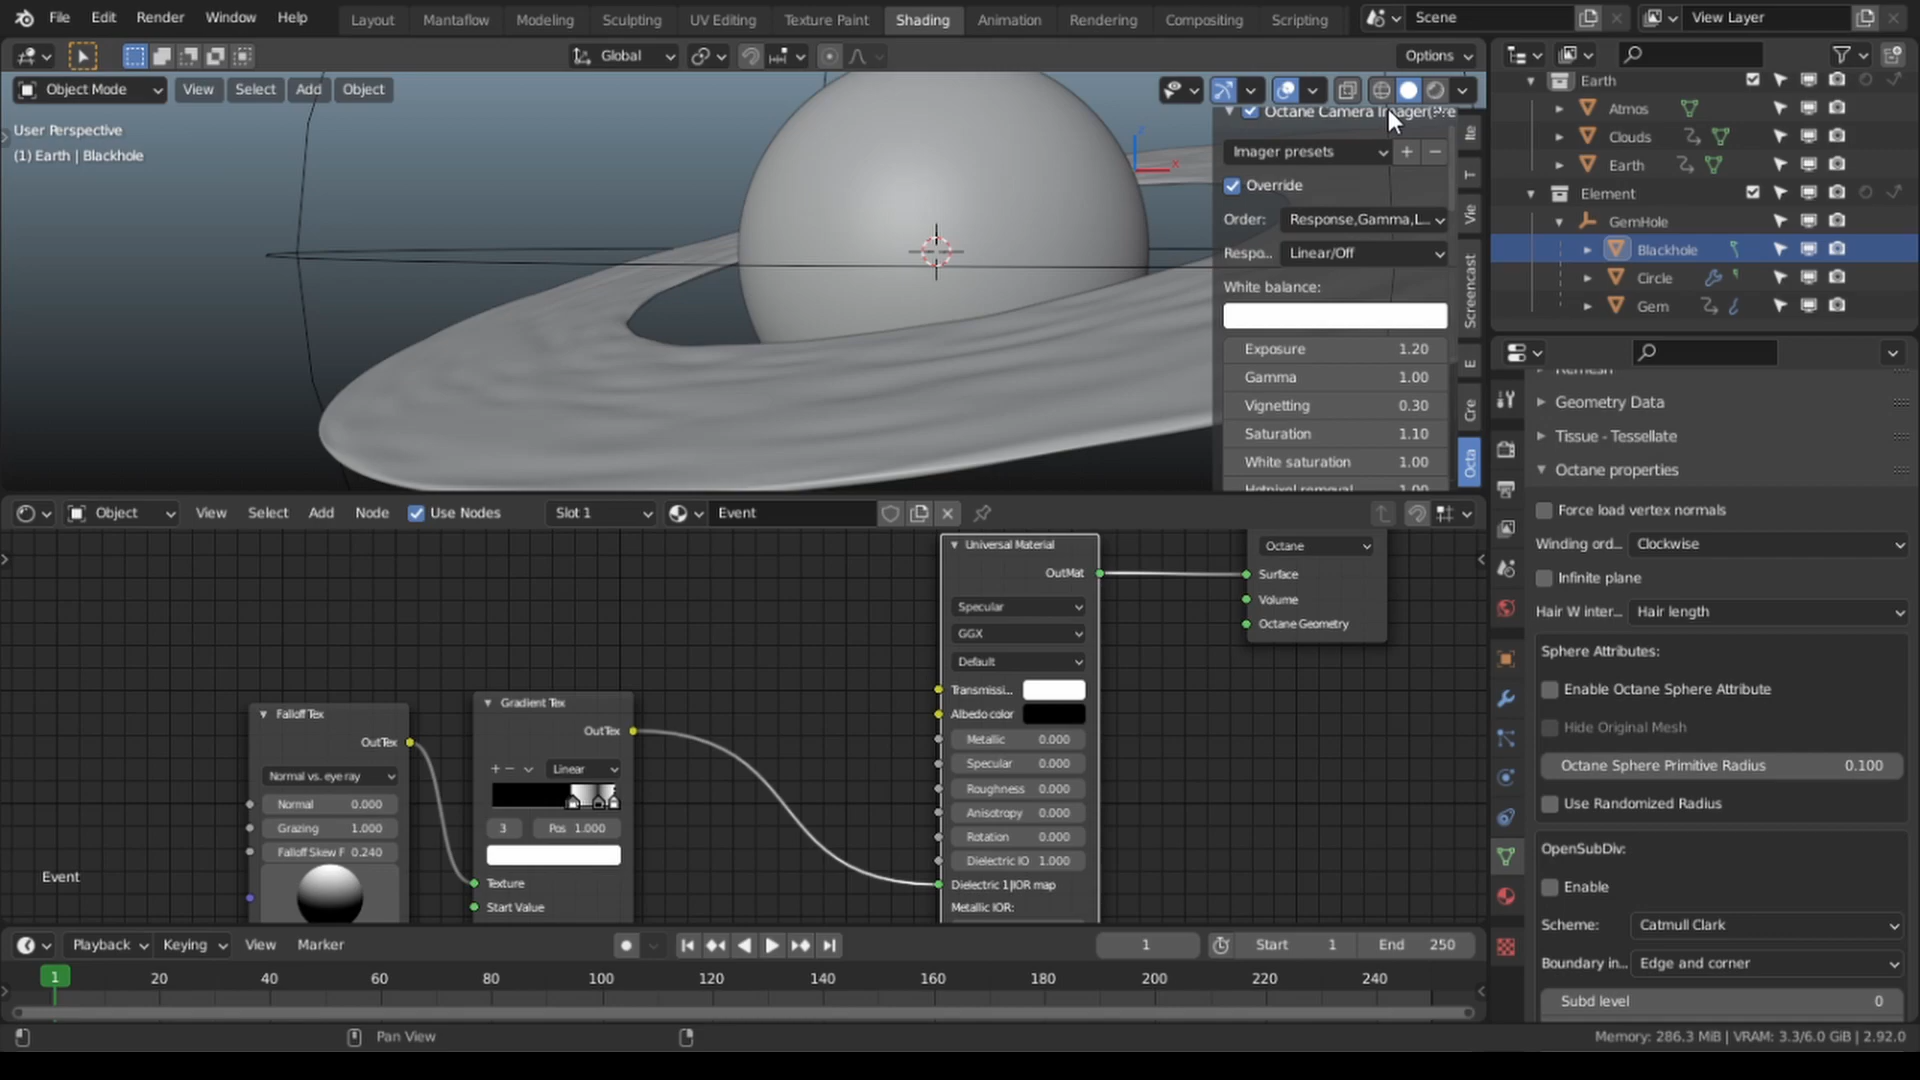 File Edit Render Window Help Layout Mantaflow Modeling Sculpting UV Editing Texture Paint Shading Animation Rendering Compositing Scripting Scene View Layer
Global Options
Object Mode View Select Add Object
User Perspective
(1) Earth | Blackhole
Octane Camera Imager(Pre
Imager presets
Override
Order: Response,Gamma,L...
Respo... Linear/Off
White balance:
Exposure 1.20
Gamma 1.00
Vignetting 0.30
Saturation 1.10
White saturation 1.00
Hotpixel removal 1.00
Ite
T
Vie
Screencast
E
Cre
Octa
Earth
Atmos
Clouds
Earth
Element
GemHole
Blackhole
Circle
Gem
Remesh
Geometry Data
Tissue - Tessellate
Octane properties
Force load vertex normals
Winding ord... Clockwise
Infinite plane
Hair W inter... Hair length
Sphere Attributes:
Enable Octane Sphere Attribute
Hide Original Mesh
Octane Sphere Primitive Radius 0.100
Use Randomized Radius
OpenSubDiv:
Enable
Scheme: Catmull Clark
Boundary in... Edge and corner
Subd level 0
Object View Select Add Node Use Nodes Slot 1 Event
Falloff Tex
OutTex
Normal vs. eye ray
Normal 0.000
Grazing 1.000
Falloff Skew F 0.240
Gradient Tex
OutTex
Linear
3 Pos 1.000
Texture
Start Value
Universal Material
OutMat
Specular
GGX
Default
Transmissi...
Albedo color
Metallic 0.000
Specular 0.000
Roughness 0.000
Anisotropy 0.000
Rotation 0.000
Dielectric IO 1.000
Dielectric 1|IOR map
Metallic IOR:
Octane
Surface
Volume
Octane Geometry
Event
Playback Keying View Marker 1 Start 1 End 250
1 20 40 60 80 100 120 140 160 180 200 220 240
Pan View Memory: 286.3 MiB | VRAM: 3.3/6.0 GiB | 2.92.0